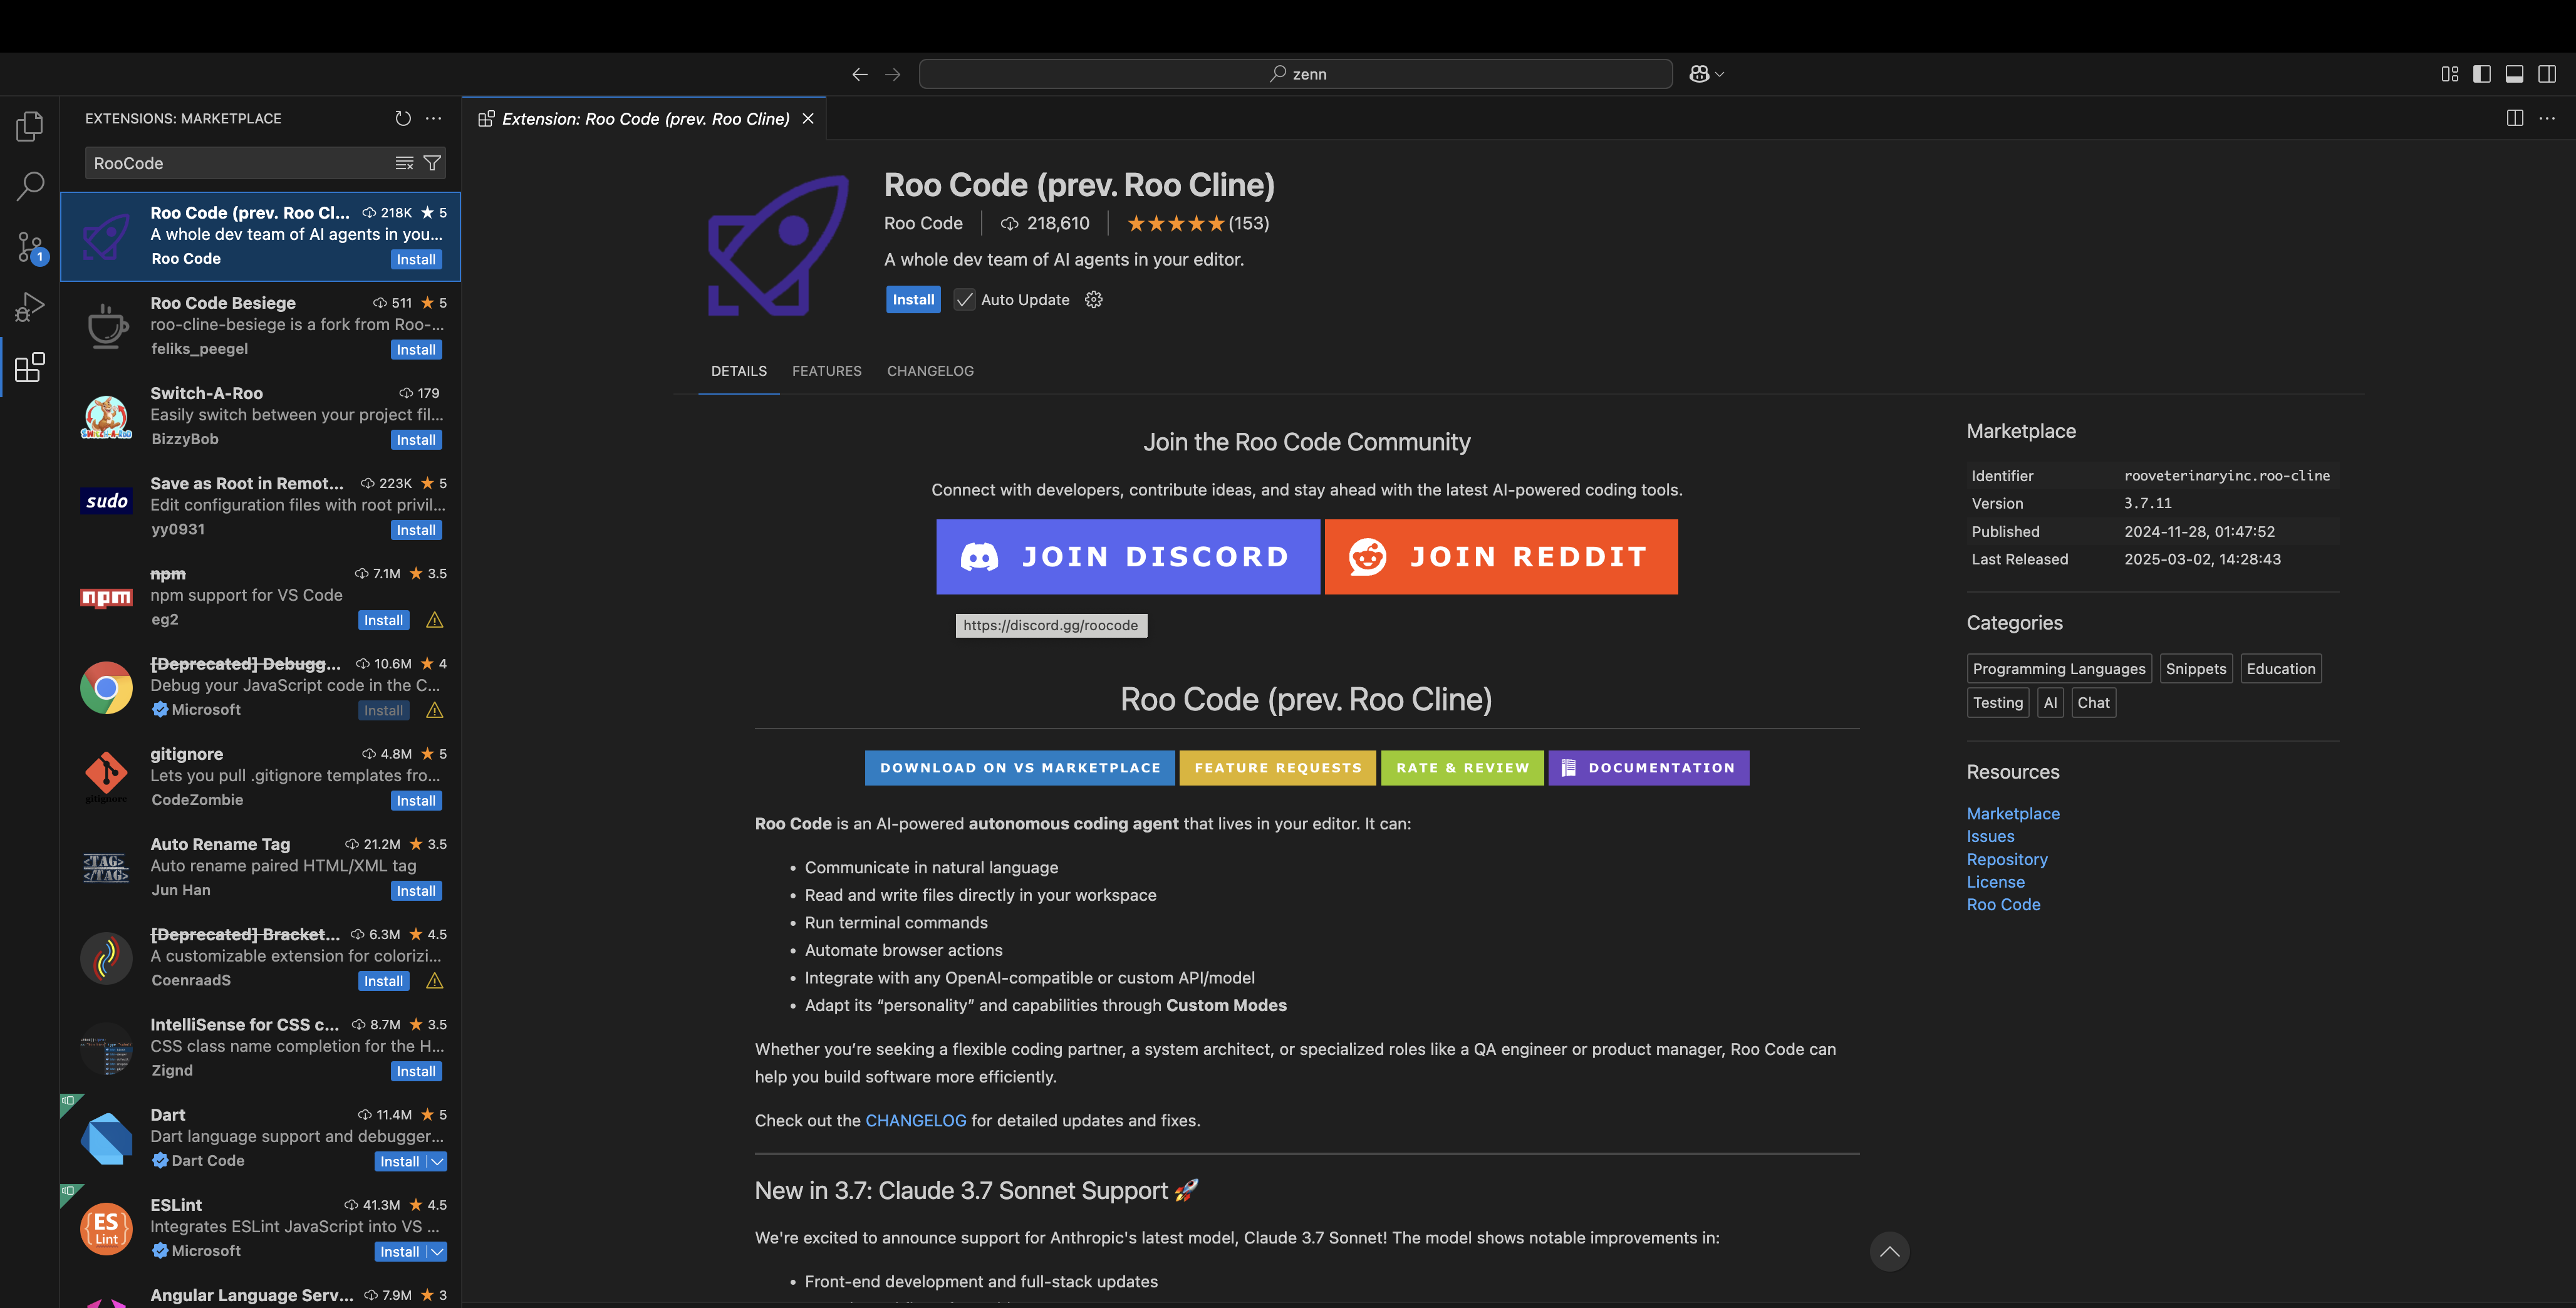 zenn
EXTENSIONS: MARKETPLACE
RooCode
Roo Code (prev. Roo Cl... 218K 5
A whole dev team of AI agents in you...
Roo Code Install
Roo Code Besiege 511 5
roo-cline-besiege is a fork from Roo-...
feliks_peegel Install
Switch-A-Roo 179
Easily switch between your project fil...
BizzyBob Install
sudo
Save as Root in Remot... 223K 5
Edit configuration files with root privil...
yy0931 Install
npm
npm 7.1M 3.5
npm support for VS Code
eg2 Install
[Deprecated] Debugg... 10.6M 4
Debug your JavaScript code in the C...
Microsoft Install
gitignore
gitignore 4.8M 5
Lets you pull .gitignore templates fro...
CodeZombie Install
<TAG>
</TAG>
Auto Rename Tag 21.2M 3.5
Auto rename paired HTML/XML tag
Jun Han Install
[Deprecated] Bracket... 6.3M 4.5
A customizable extension for colorizi...
CoenraadS Install
IntelliSense for CSS c... 8.7M 3.5
CSS class name completion for the H...
Zignd Install
Dart 11.4M 5
Dart language support and debugger...
Dart Code Install
{ES}
Lint
ESLint 41.3M 4.5
Integrates ESLint JavaScript into VS ...
Microsoft Install
Angular Language Serv... 7.9M 3
1
Extension: Roo Code (prev. Roo Cline)
Roo Code (prev. Roo Cline)
Roo Code 218,610 (153)
A whole dev team of AI agents in your editor.
Install Auto Update
DETAILS FEATURES CHANGELOG
Join the Roo Code Community
Connect with developers, contribute ideas, and stay ahead with the latest AI-powered coding tools.
JOIN DISCORD JOIN REDDIT
https://discord.gg/roocode
Roo Code (prev. Roo Cline)
DOWNLOAD ON VS MARKETPLACE FEATURE REQUESTS RATE & REVIEW DOCUMENTATION
Roo Code is an AI-powered autonomous coding agent that lives in your editor. It can:
• Communicate in natural language
• Read and write files directly in your workspace
• Run terminal commands
• Automate browser actions
• Integrate with any OpenAI-compatible or custom API/model
• Adapt its “personality” and capabilities through Custom Modes
Whether you’re seeking a flexible coding partner, a system architect, or specialized roles like a QA engineer or product manager, Roo Code can
help you build software more efficiently.
Check out the CHANGELOG for detailed updates and fixes.
New in 3.7: Claude 3.7 Sonnet Support 🚀
We're excited to announce support for Anthropic's latest model, Claude 3.7 Sonnet! The model shows notable improvements in:
• Front-end development and full-stack updates
Marketplace
Identifier rooveterinaryinc.roo-cline
Version 3.7.11
Published 2024-11-28, 01:47:52
Last Released 2025-03-02, 14:28:43
Categories
Programming Languages Snippets Education
Testing AI Chat
Resources
Marketplace
Issues
Repository
License
Roo Code